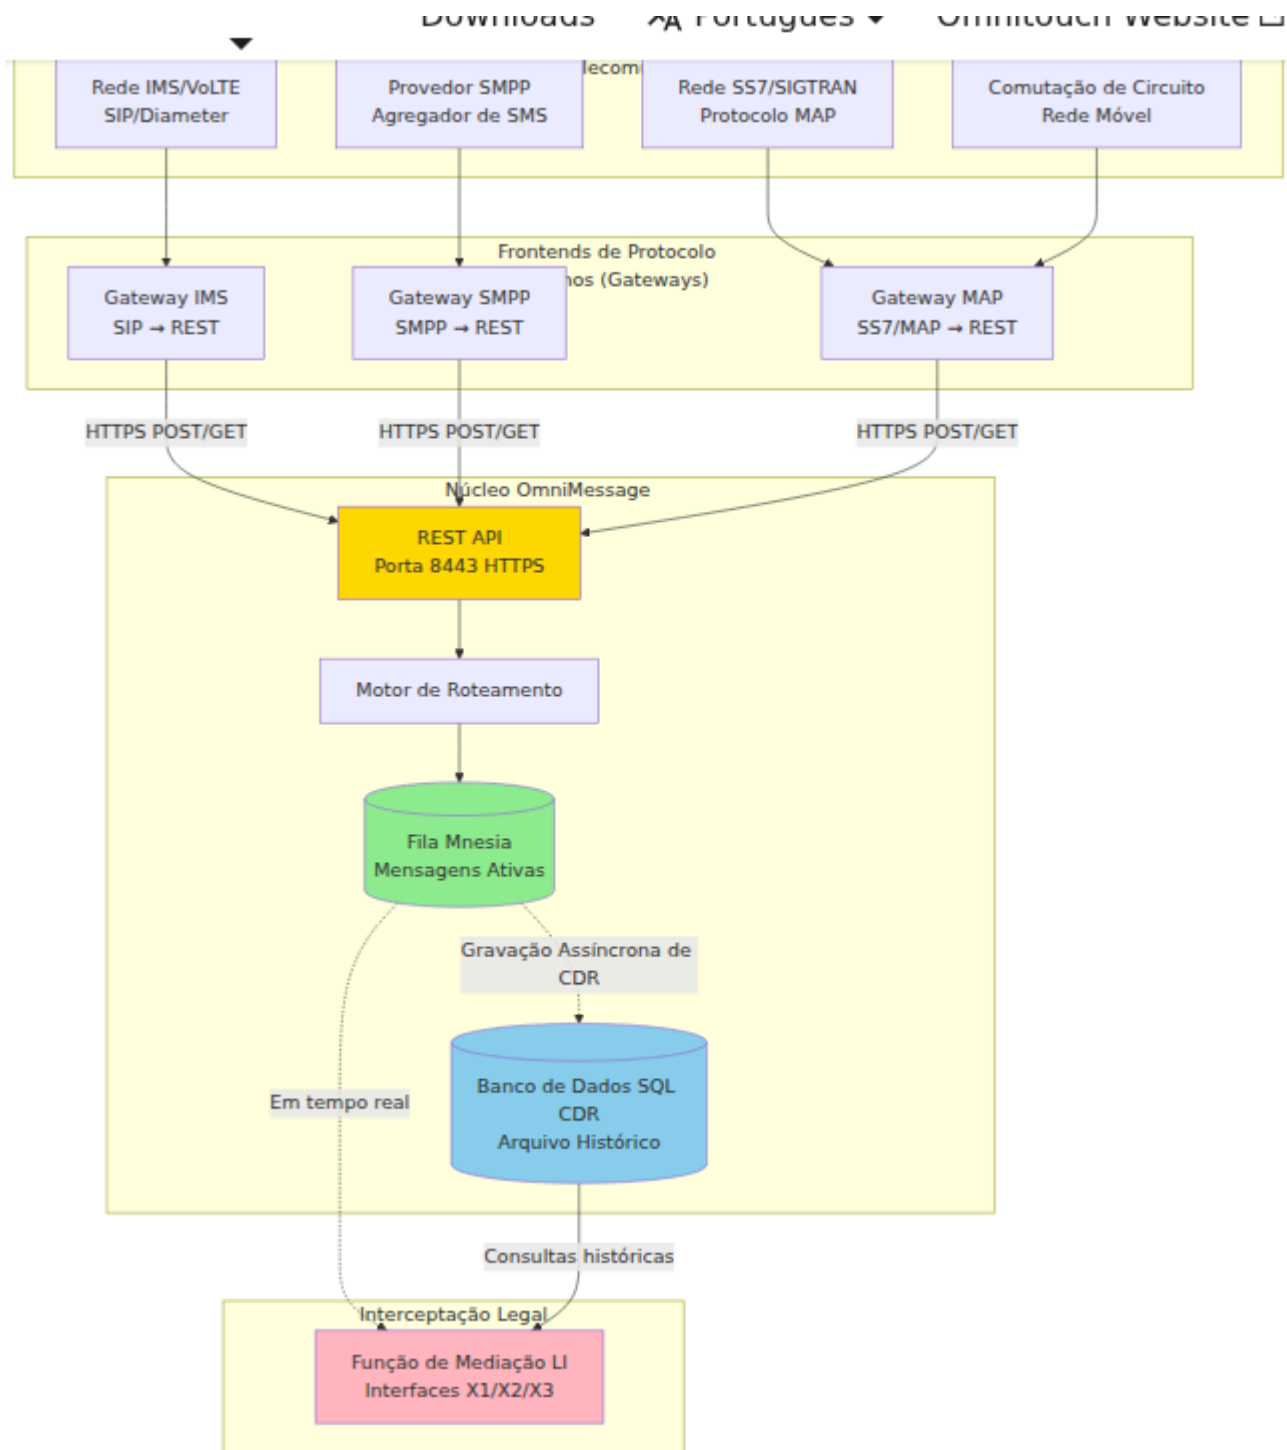 Downloads Português Omnitouch Website
Rede IMS/VoLTE
SIP/Diameter
Provedor SMPP
Agregador de SMS
Rede SS7/SIGTRAN
Protocolo MAP
Comutação de Circuito
Rede Móvel
Frontends de Protocolo
(Gateways)
Gateway IMS
SIP → REST
Gateway SMPP
SMPP → REST
Gateway MAP
SS7/MAP → REST
HTTPS POST/GET
HTTPS POST/GET
HTTPS POST/GET
Núcleo OmniMessage
REST API
Porta 8443 HTTPS
Motor de Roteamento
Fila Mnesia
Mensagens Ativas
Gravação Assíncrona de
CDR
Em tempo real
Banco de Dados SQL
CDR
Arquivo Histórico
Consultas históricas
Interceptação Legal
Função de Mediação LI
Interfaces X1/X2/X3